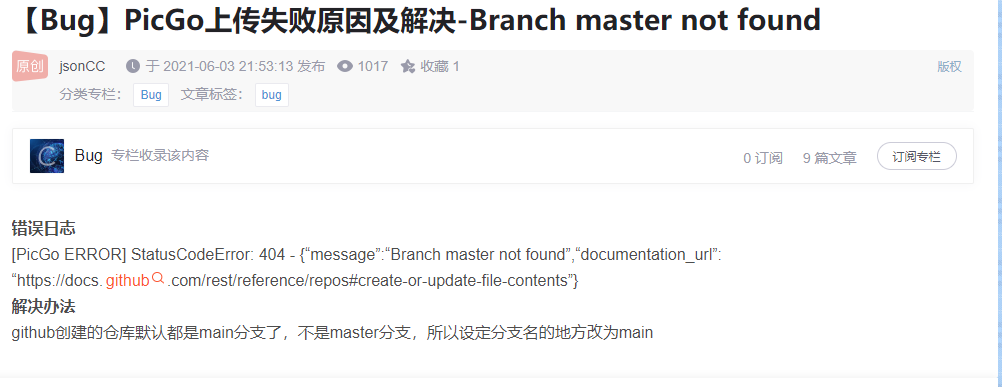 【Bug】PicGo上传失败原因及解决-Branch master not found
原创 jsonCC 于 2021-06-03 21:53:13 发布 1017 收藏 1 版权
分类专栏： Bug 文章标签： bug
Bug 专栏收录该内容 0 订阅 9 篇文章 订阅专栏
错误日志
[PicGo ERROR] StatusCodeError: 404 - {“message”:“Branch master not found”,“documentation_url”:
“https://docs.github.com/rest/reference/repos#create-or-update-file-contents”}
解决办法
github创建的仓库默认都是main分支了，不是master分支，所以设定分支名的地方改为main